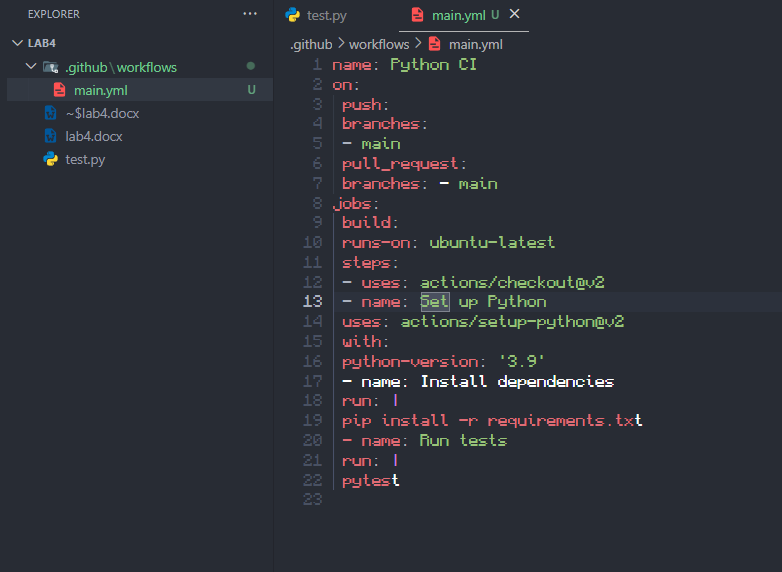 EXPLORER
...
LAB4
.github\workflows
main.yml U
~$lab4.docx
lab4.docx
test.py
test.py main.yml U
.github > workflows > main.yml
1 name: Python CI
2 on:
3  push:
4  branches:
5  - main
6  pull_request:
7  branches: - main
8 jobs:
9  build:
10  runs-on: ubuntu-latest
11  steps:
12  - uses: actions/checkout@v2
13  - name: Set up Python
14  uses: actions/setup-python@v2
15  with:
16  python-version: '3.9'
17  - name: Install dependencies
18  run: |
19  pip install -r requirements.txt
20  - name: Run tests
21  run: |
22  pytest
23